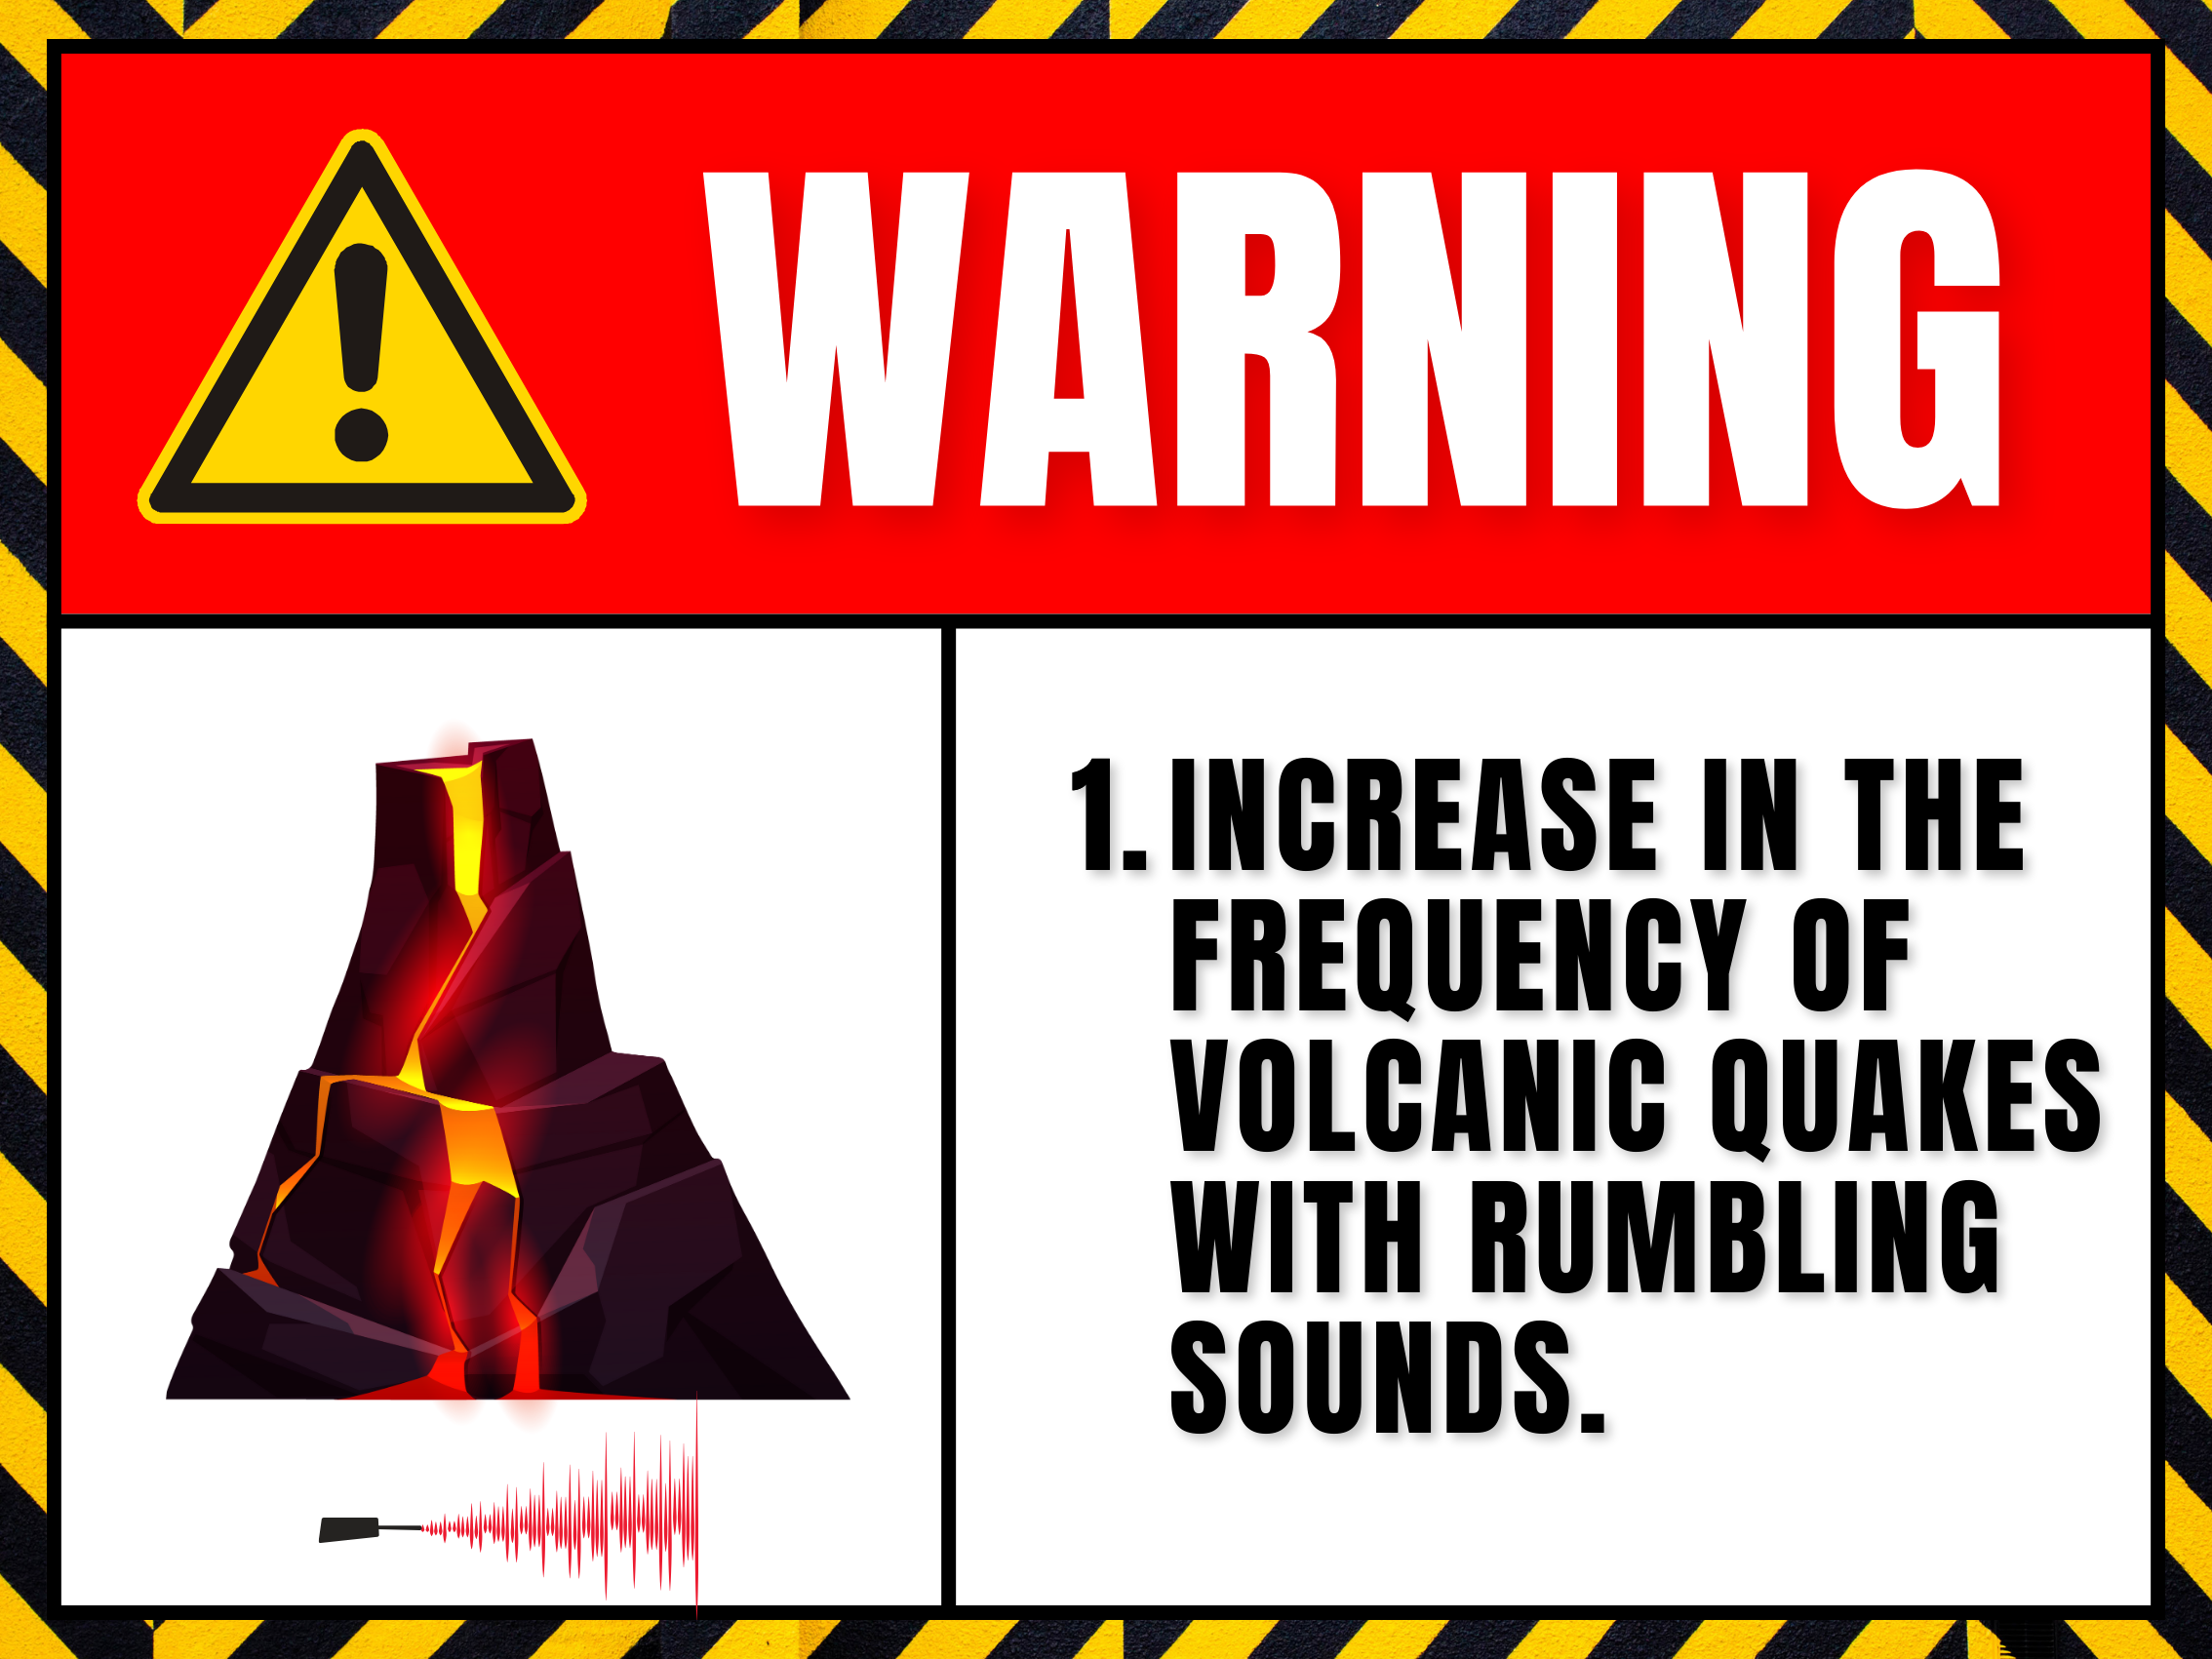 WARNING
1. INCREASE IN THE
FREQUENCY OF
VOLCANIC QUAKES
WITH RUMBLING
SOUNDS.